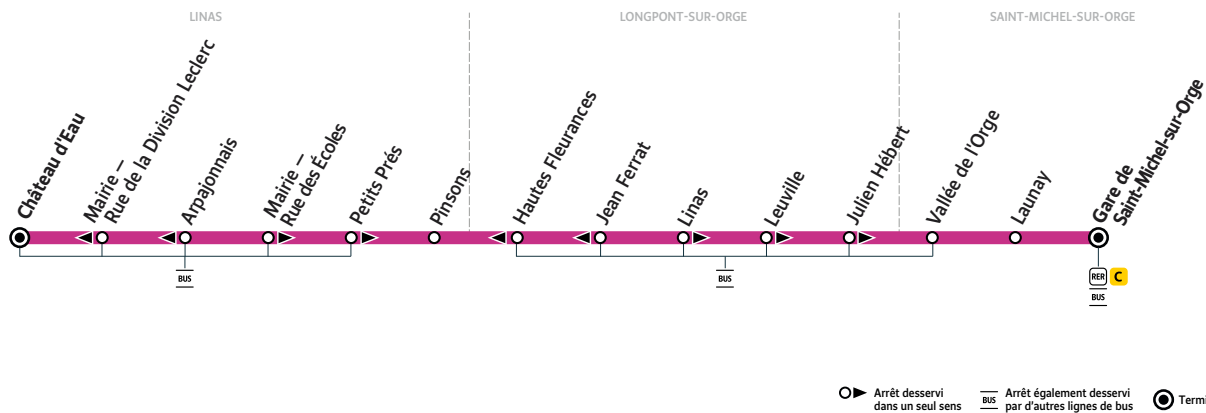 LINAS
LONGPONT-SUR-ORGE
SAINT-MICHEL-SUR-ORGE
Château d'Eau
Mairie –
Rue de la Division Leclerc
Arpajonnais
Mairie –
Rue des Écoles
Petits Prés
Pinsons
Hautes Fleurances
Jean Ferrat
Linas
Leuville
Julien Hébert
Vallée de l'Orge
Launay
Gare de
Saint-Michel-sur-Orge
BUS
BUS
RER C
BUS
Arrêt desservi
dans un seul sens
BUS
Arrêt également desservi
par d'autres lignes de bus
Termi